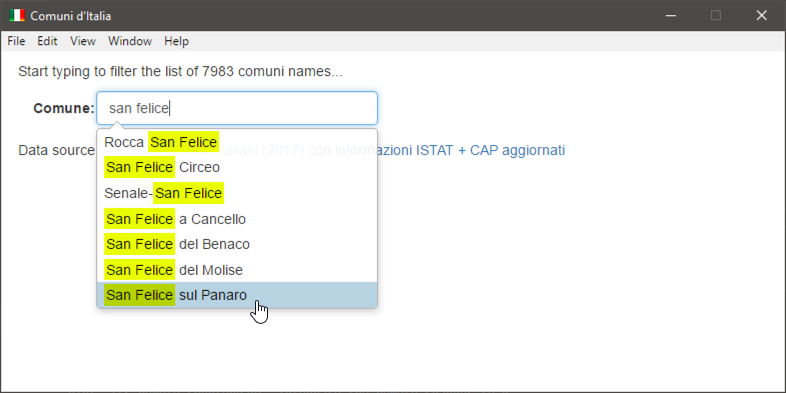 Comuni d'Italia
File Edit View Window Help
Start typing to filter the list of 7983 comuni names...
Comune: san felice
Rocca San Felice
Data source italiani (2017) con informazioni ISTAT + CAP aggiornati
San Felice Circeo
Senale-San Felice
San Felice a Cancello
San Felice del Benaco
San Felice del Molise
San Felice sul Panaro